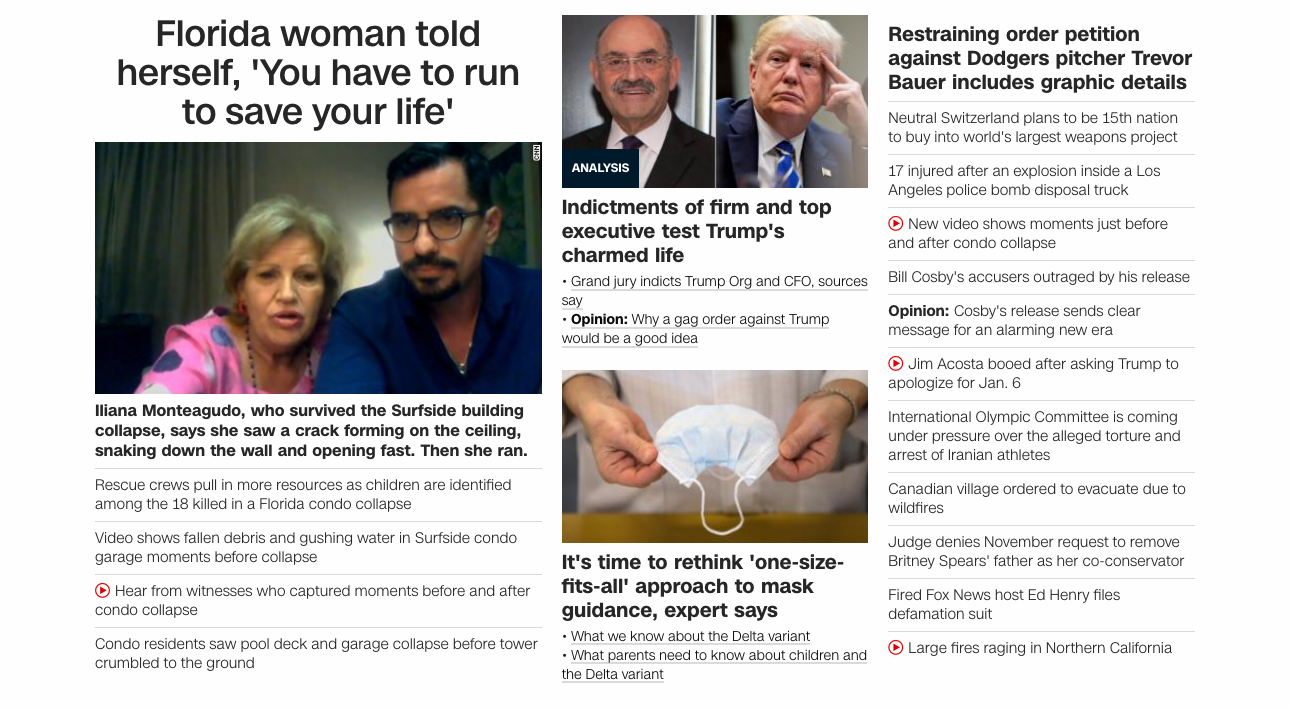 Florida woman told
herself, 'You have to run
to save your life'
CNN
Iliana Monteagudo, who survived the Surfside building
collapse, says she saw a crack forming on the ceiling,
snaking down the wall and opening fast. Then she ran.
Rescue crews pull in more resources as children are identified
among the 18 killed in a Florida condo collapse
Video shows fallen debris and gushing water in Surfside condo
garage moments before collapse
Hear from witnesses who captured moments before and after
condo collapse
Condo residents saw pool deck and garage collapse before tower
crumbled to the ground
ANALYSIS
Indictments of firm and top
executive test Trump's
charmed life
• Grand jury indicts Trump Org and CFO, sources
say
• Opinion: Why a gag order against Trump
would be a good idea
It's time to rethink 'one-size-
fits-all' approach to mask
guidance, expert says
• What we know about the Delta variant
• What parents need to know about children and
the Delta variant
Restraining order petition
against Dodgers pitcher Trevor
Bauer includes graphic details
Neutral Switzerland plans to be 15th nation
to buy into world's largest weapons project
17 injured after an explosion inside a Los
Angeles police bomb disposal truck
New video shows moments just before
and after condo collapse
Bill Cosby's accusers outraged by his release
Opinion: Cosby's release sends clear
message for an alarming new era
Jim Acosta booed after asking Trump to
apologize for Jan. 6
International Olympic Committee is coming
under pressure over the alleged torture and
arrest of Iranian athletes
Canadian village ordered to evacuate due to
wildfires
Judge denies November request to remove
Britney Spears' father as her co-conservator
Fired Fox News host Ed Henry files
defamation suit
Large fires raging in Northern California